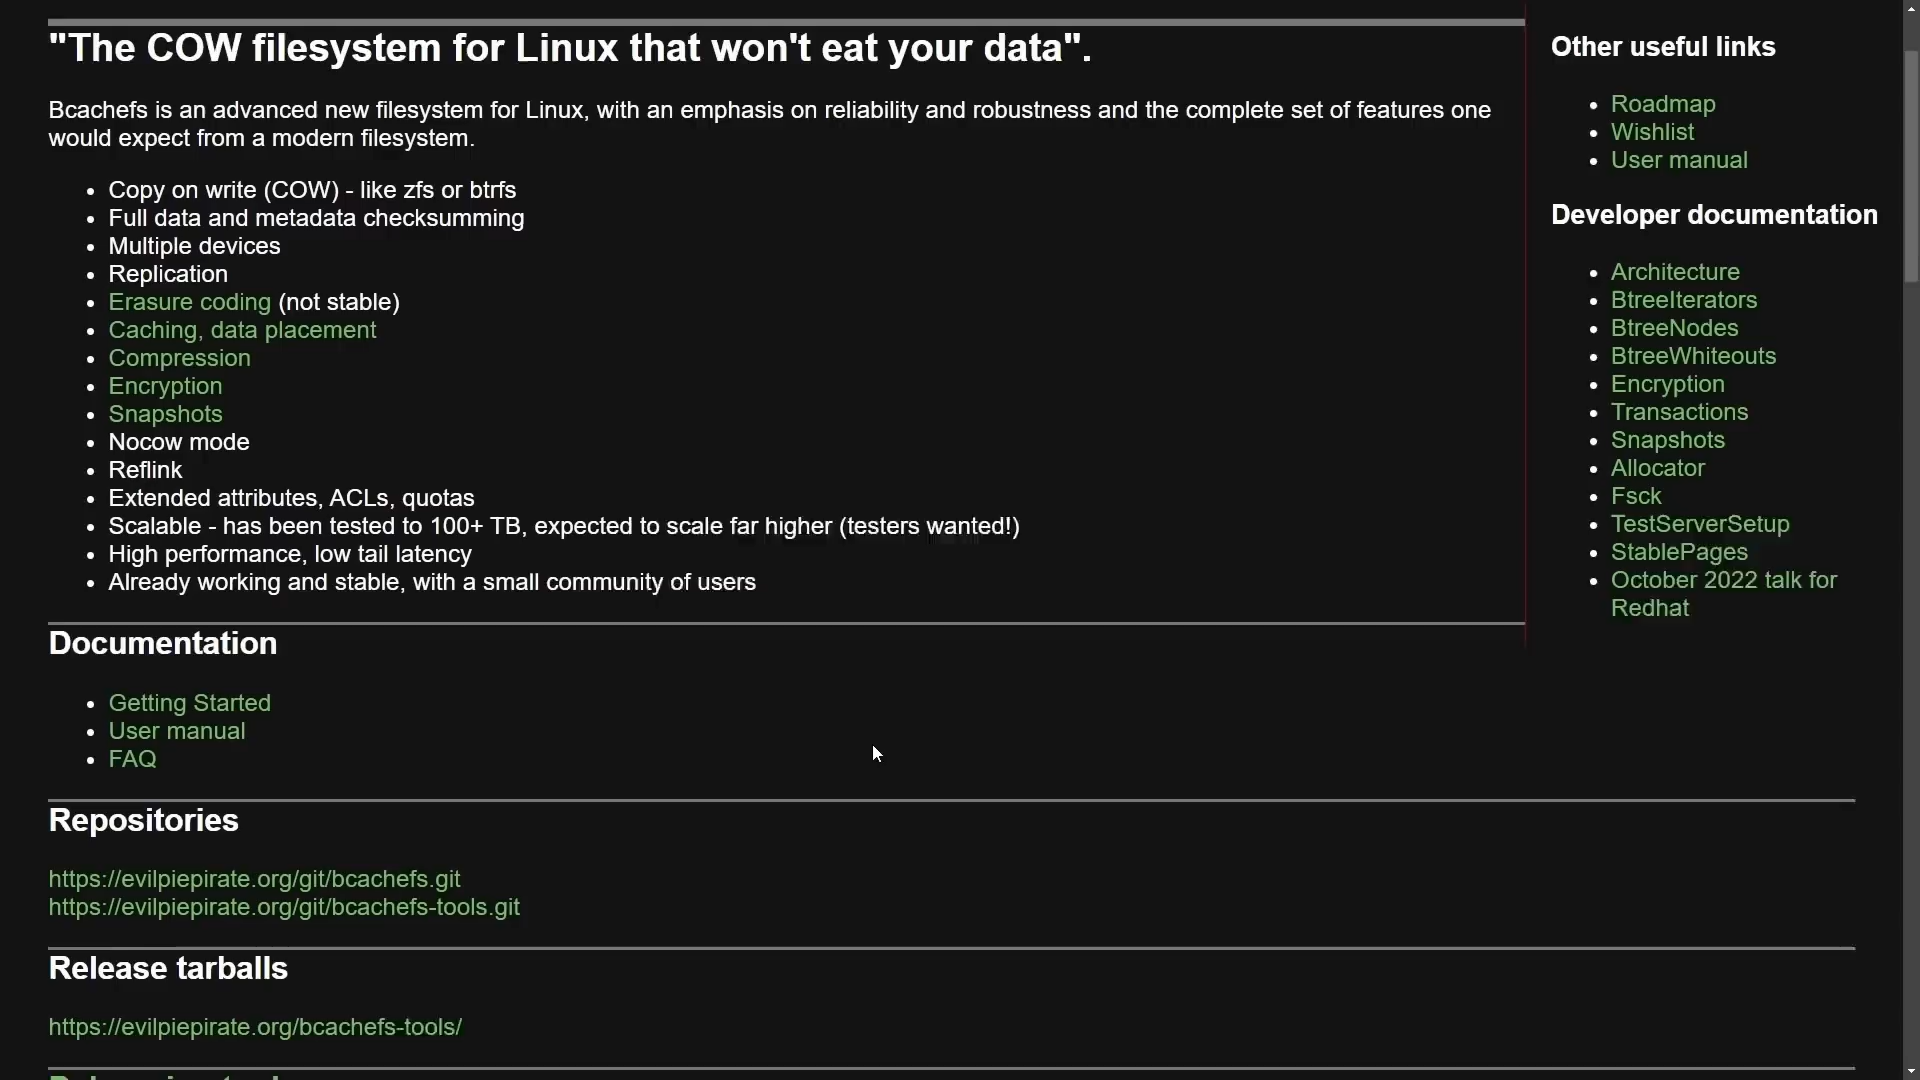 "The COW filesystem for Linux that won't eat your data".
Bcachefs is an advanced new filesystem for Linux, with an emphasis on reliability and robustness and the complete set of features one
would expect from a modern filesystem.
Copy on write (COW) - like zfs or btrfs
Full data and metadata checksumming
Multiple devices
Replication
Erasure coding (not stable)
Caching, data placement
Compression
Encryption
Snapshots
Nocow mode
Reflink
Extended attributes, ACLs, quotas
Scalable - has been tested to 100+ TB, expected to scale far higher (testers wanted!)
High performance, low tail latency
Already working and stable, with a small community of users
Documentation
Getting Started
User manual
FAQ
Repositories
https://evilpiepirate.org/git/bcachefs.git
https://evilpiepirate.org/git/bcachefs-tools.git
Release tarballs
https://evilpiepirate.org/bcachefs-tools/
Other useful links
Roadmap
Wishlist
User manual
Developer documentation
Architecture
BtreeIterators
BtreeNodes
BtreeWhiteouts
Encryption
Transactions
Snapshots
Allocator
Fsck
TestServerSetup
StablePages
October 2022 talk for
Redhat